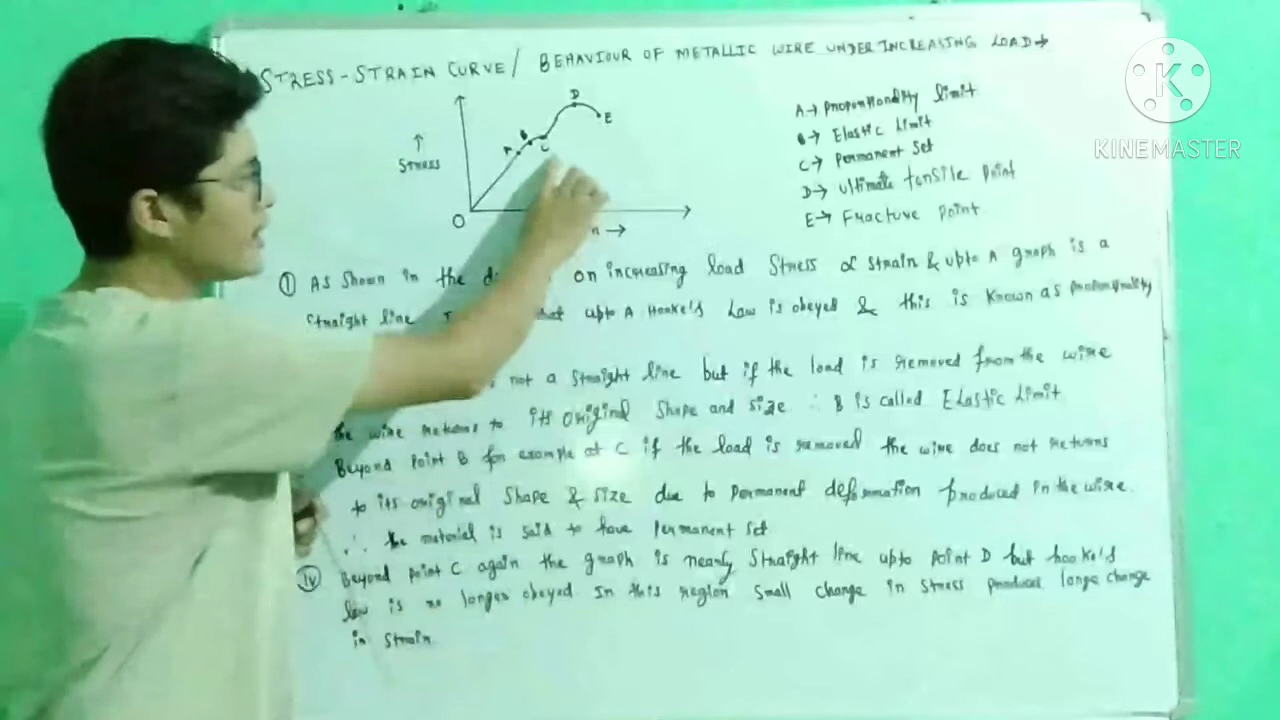 STRESS-STRAIN CURVE/ BEHAVIOUR OF METALLIC WIRE UNDER INCREASING LOAD→
K
KINEMASTER
D
E
B
A
C
↑
STRESS
O
n →
A→ Proportionality limit
B→ Elastic Limit
C→ Permanent Set
D→ Ultimate tensile Point
E→ Fracture Point
① As shown in the on increasing load Stress α strain & upto A graph is a
straight line upto A Hooke's Law is obeyed & this is known as proportionality
not a straight line but if the load is removed from the wire
the wire returns to its original shape and size ∴ B is called Elastic Limit
Beyond Point B for example at C if the load is removed the wire does not returns
to its original shape & size due to permanent deformation produced in the wire.
∴ the material is said to have permanent set
iv Beyond point C again the graph is nearly straight line upto point D but hooke's
law is no longer obeyed In this region small change in stress produce large change
in strain